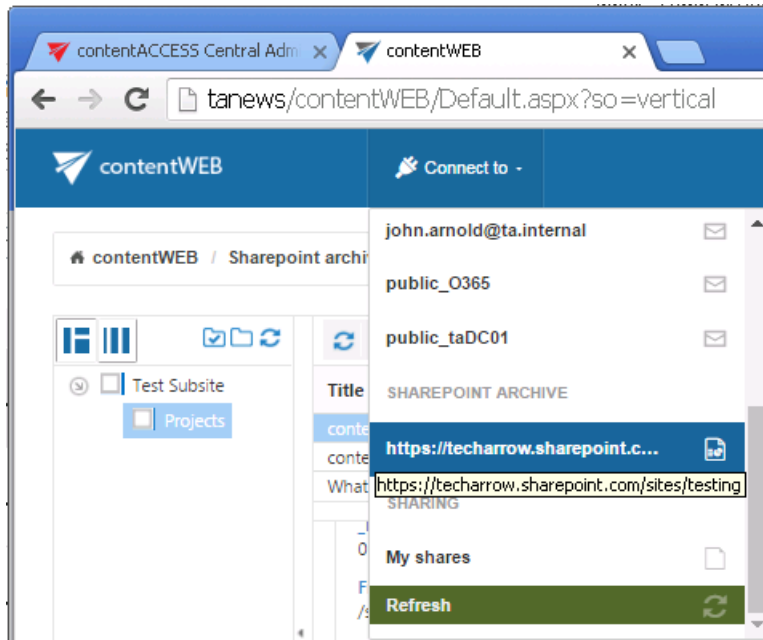 contentACCESS Central Adm
contentWEB
tanews/contentWEB/Default.aspx?so=vertical
contentWEB
Connect to
contentWEB / Sharepoint archi
john.arnold@ta.internal
public_O365
public_taDC01
SHAREPOINT ARCHIVE
https://techarrow.sharepoint.c...
https://techarrow.sharepoint.com/sites/testing
SHARING
My shares
Refresh
Test Subsite
Projects
Title
conte
conte
What
0
F